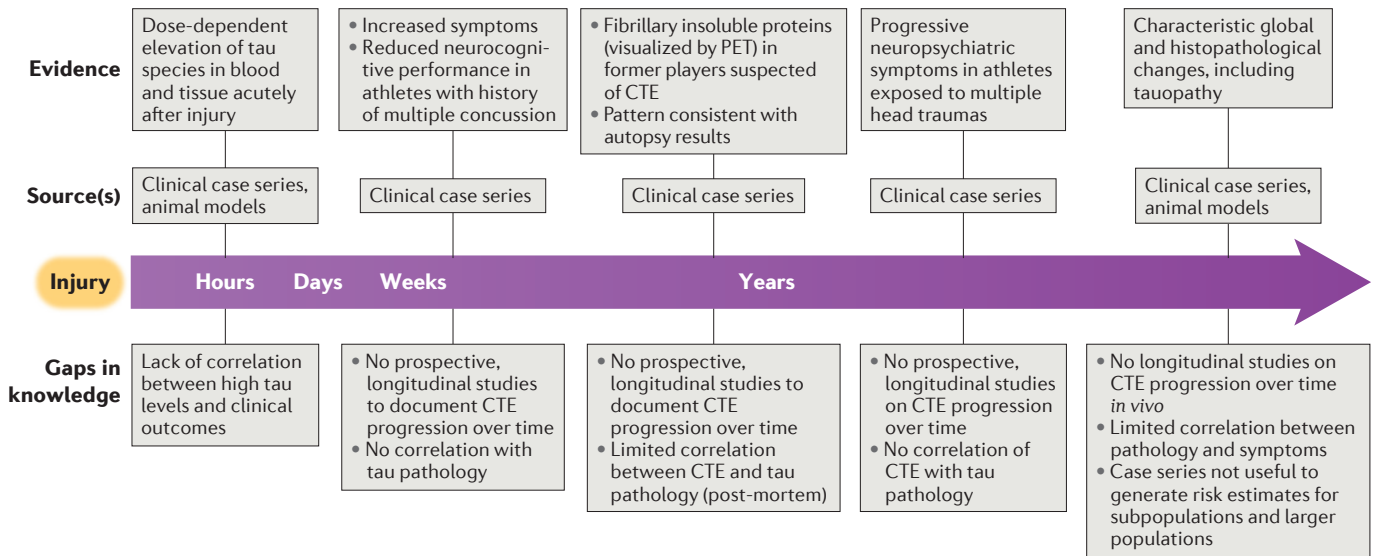 Evidence
Dose-dependent
elevation of tau
species in blood
and tissue acutely
after injury
• Increased symptoms
• Reduced neurocogni-
tive performance in
athletes with history
of multiple concussion
• Fibrillary insoluble proteins
(visualized by PET) in
former players suspected
of CTE
• Pattern consistent with
autopsy results
Progressive
neuropsychiatric
symptoms in athletes
exposed to multiple
head traumas
Characteristic global
and histopathological
changes, including
tauopathy
Source(s)
Clinical case series,
animal models
Clinical case series
Clinical case series
Clinical case series
Clinical case series,
animal models
Injury
Hours
Days
Weeks
Years
Gaps in
knowledge
Lack of correlation
between high tau
levels and clinical
outcomes
• No prospective,
longitudinal studies
to document CTE
progression over time
• No correlation with
tau pathology
• No prospective,
longitudinal studies to
document CTE
progression over time
• Limited correlation
between CTE and tau
pathology (post-mortem)
• No prospective,
longitudinal studies
on CTE progression
over time
• No correlation of
CTE with tau
pathology
• No longitudinal studies on
CTE progression over time
in vivo
• Limited correlation between
pathology and symptoms
• Case series not useful to
generate risk estimates for
subpopulations and larger
populations